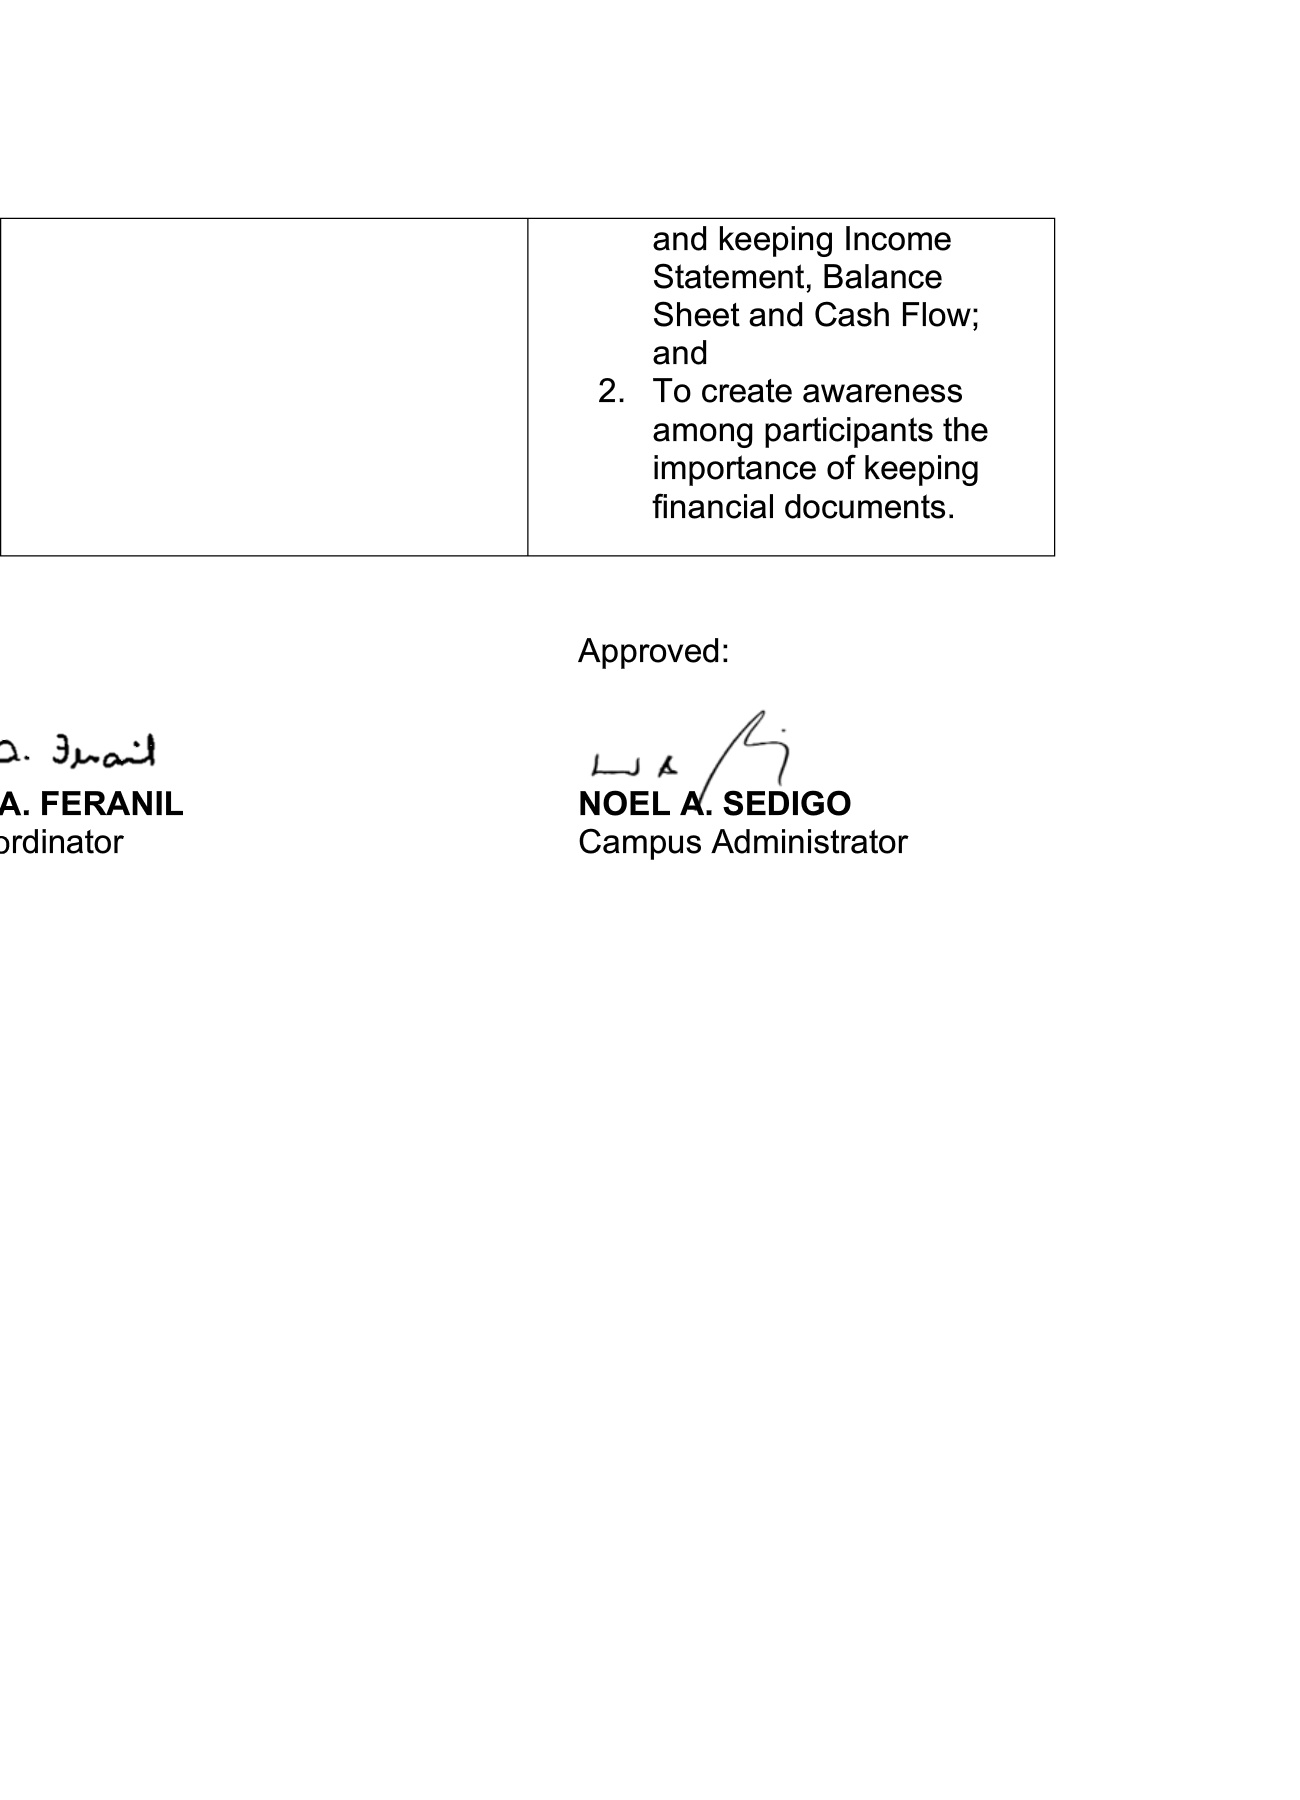 and keeping Income
Statement, Balance
Sheet and Cash Flow;
and
2. To create awareness
among participants the
importance of keeping
financial documents.
Approved:
a. Feranil
A. FERANIL
NOEL A. SEDIGO
ordinator
Campus Administrator